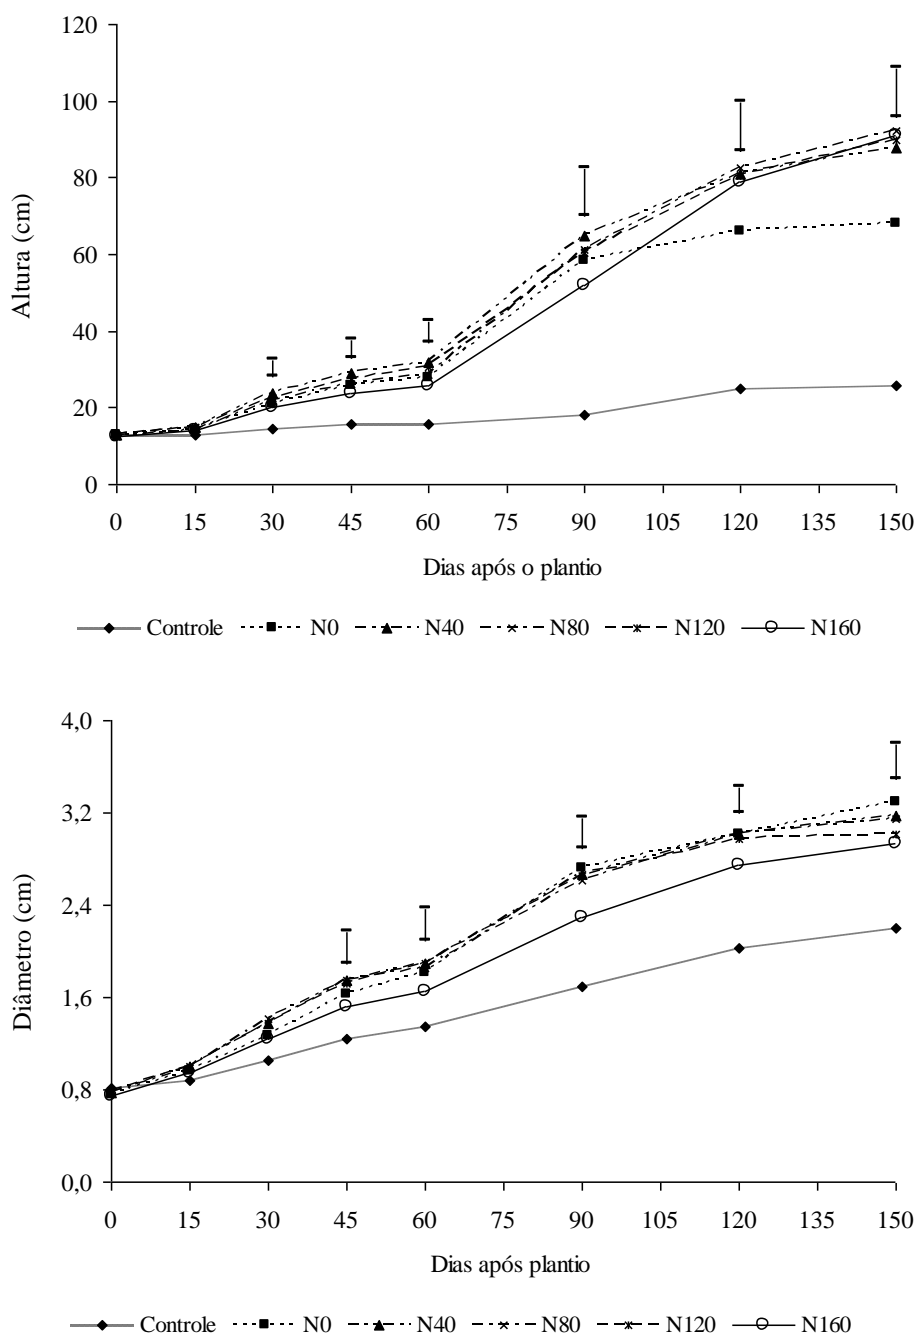 120
100
80
60
40
20
0
Altura (cm)
0 15 30 45 60 75 90 105 120 135 150
Dias após o plantio
Controle N0 N40 N80 N120 N160
4,0
3,2
2,4
1,6
0,8
0,0
Diâmetro (cm)
0 15 30 45 60 75 90 105 120 135 150
Dias após plantio
Controle N0 N40 N80 N120 N160